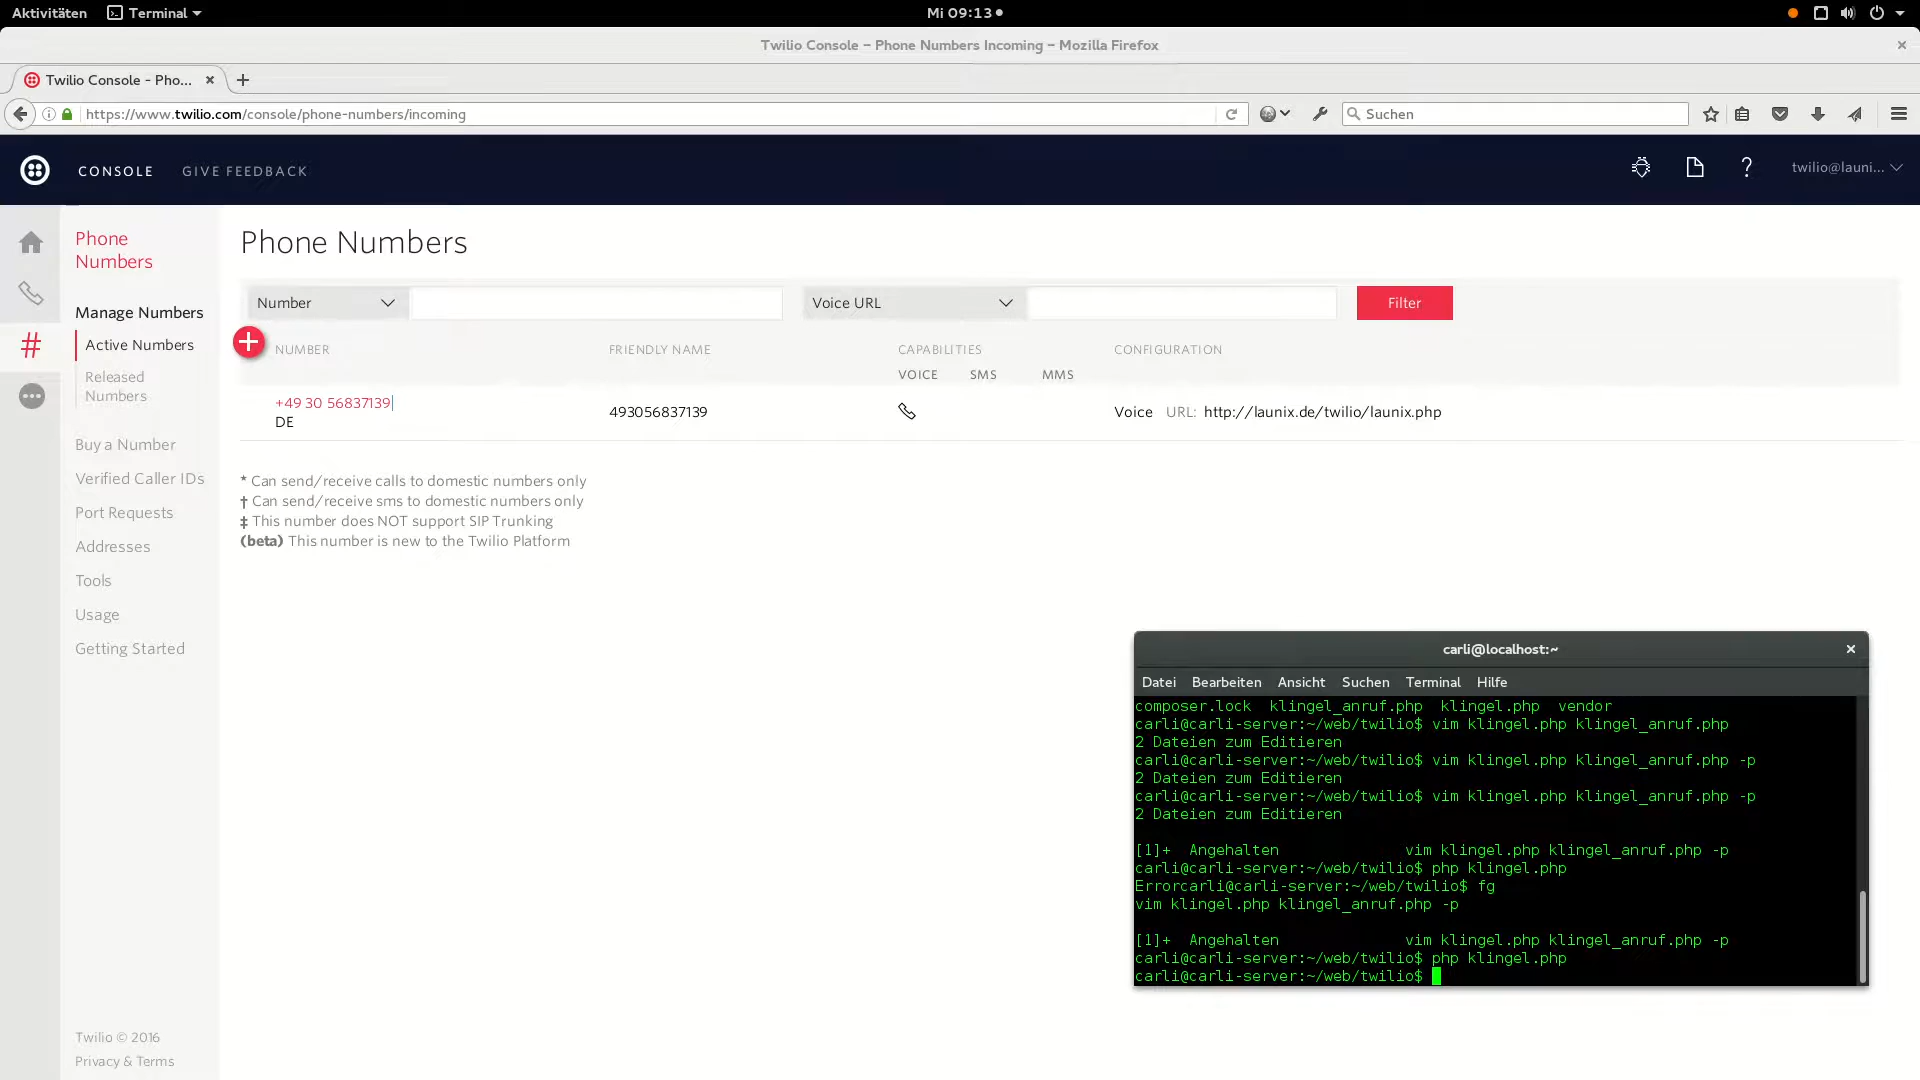 Aktivitäten Terminal Mi 09:13
Twilio Console – Phone Numbers Incoming – Mozilla Firefox
Twilio Console - Pho...
https://www.twilio.com/console/phone-numbers/incoming Suchen
CONSOLE GIVE FEEDBACK twilio@launi...
Phone
Numbers
Manage Numbers
Active Numbers
Released
Numbers
Buy a Number
Verified Caller IDs
Port Requests
Addresses
Tools
Usage
Getting Started
Twilio © 2016
Privacy & Terms
Phone Numbers
Number Voice URL Filter
NUMBER FRIENDLY NAME CAPABILITIES CONFIGURATION
VOICE SMS MMS
+49 30 56837139
DE
493056837139
Voice URL: http://launix.de/twilio/launix.php
* Can send/receive calls to domestic numbers only
† Can send/receive sms to domestic numbers only
‡ This number does NOT support SIP Trunking
(beta) This number is new to the Twilio Platform
carli@localhost:~
Datei Bearbeiten Ansicht Suchen Terminal Hilfe
composer.lock klingel_anruf.php klingel.php vendor
carli@carli-server:~/web/twilio$ vim klingel.php klingel_anruf.php
2 Dateien zum Editieren
carli@carli-server:~/web/twilio$ vim klingel.php klingel_anruf.php -p
2 Dateien zum Editieren
carli@carli-server:~/web/twilio$ vim klingel.php klingel_anruf.php -p
2 Dateien zum Editieren
[1]+ Angehalten vim klingel.php klingel_anruf.php -p
carli@carli-server:~/web/twilio$ php klingel.php
Errorcarli@carli-server:~/web/twilio$ fg
vim klingel.php klingel_anruf.php -p
[1]+ Angehalten vim klingel.php klingel_anruf.php -p
carli@carli-server:~/web/twilio$ php klingel.php
carli@carli-server:~/web/twilio$